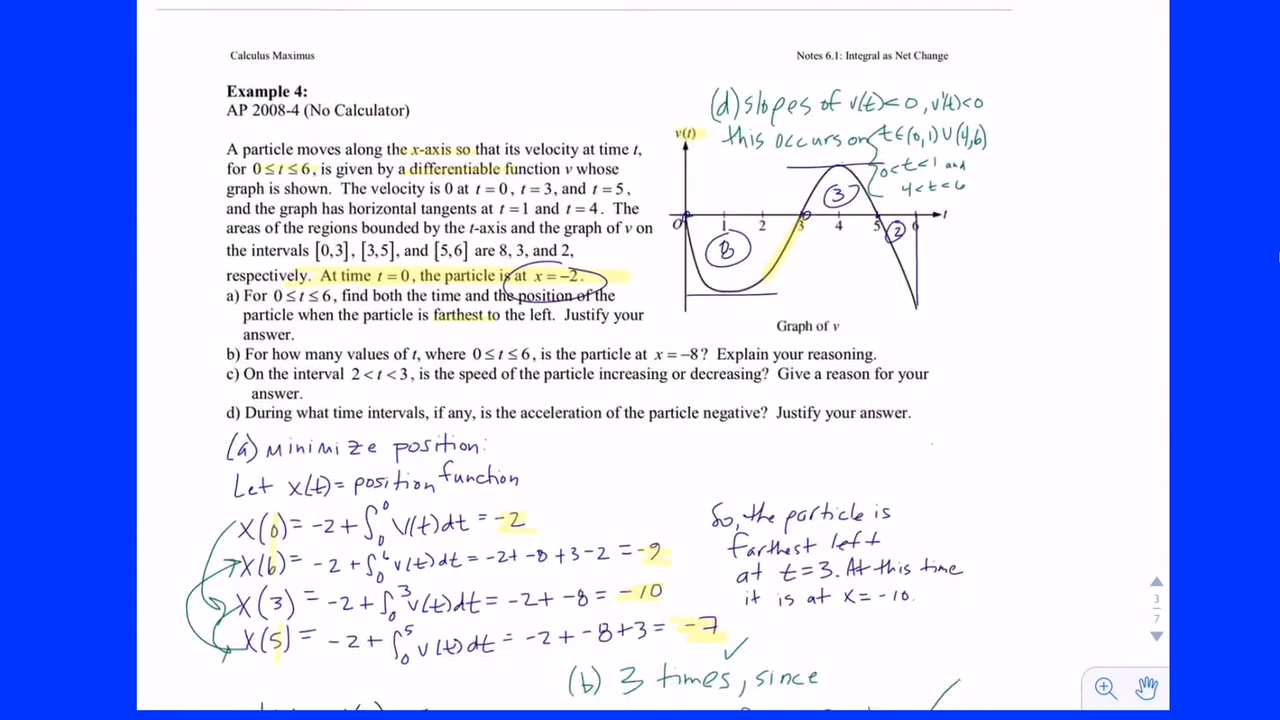 Calculus Maximus
Notes 6.1: Integral as Net Change
Example 4:
AP 2008-4 (No Calculator)
A particle moves along the x-axis so that its velocity at time t,
for 0 ≤ t ≤ 6, is given by a differentiable function v whose
graph is shown. The velocity is 0 at t = 0, t = 3, and t = 5,
and the graph has horizontal tangents at t = 1 and t = 4. The
areas of the regions bounded by the t-axis and the graph of v on
the intervals [0,3], [3,5], and [5,6] are 8, 3, and 2,
respectively. At time t = 0, the particle is at x = −2.
a) For 0 ≤ t ≤ 6, find both the time and the position of the
particle when the particle is farthest to the left. Justify your
answer.
(d) slopes of v(t)<0, v'(t)<0
this occurs on t∈(0,1)∪(4,6)
0<t<1 and
4<t<6
v(t)
3
O 1 2 3 4 5 6 t
8
2
Graph of v
b) For how many values of t, where 0 ≤ t ≤ 6, is the particle at x = −8? Explain your reasoning.
c) On the interval 2 < t < 3, is the speed of the particle increasing or decreasing? Give a reason for your
answer.
d) During what time intervals, if any, is the acceleration of the particle negative? Justify your answer.
(a) minimize position:
Let x(t)= position function
x(0)= -2+∫₀⁰ v(t)dt = -2
x(6)= -2+∫₀⁶ v(t)dt = -2+ -8+3-2 = -9
x(3) = -2+∫₀³ v(t)dt = -2+ -8 = -10
x(5) = -2+∫₀⁵ v(t)dt = -2+ -8+3 = -7
So, the particle is
farthest left
at t=3. At this time
it is at x=-10.
(b) 3 times, since
3
7